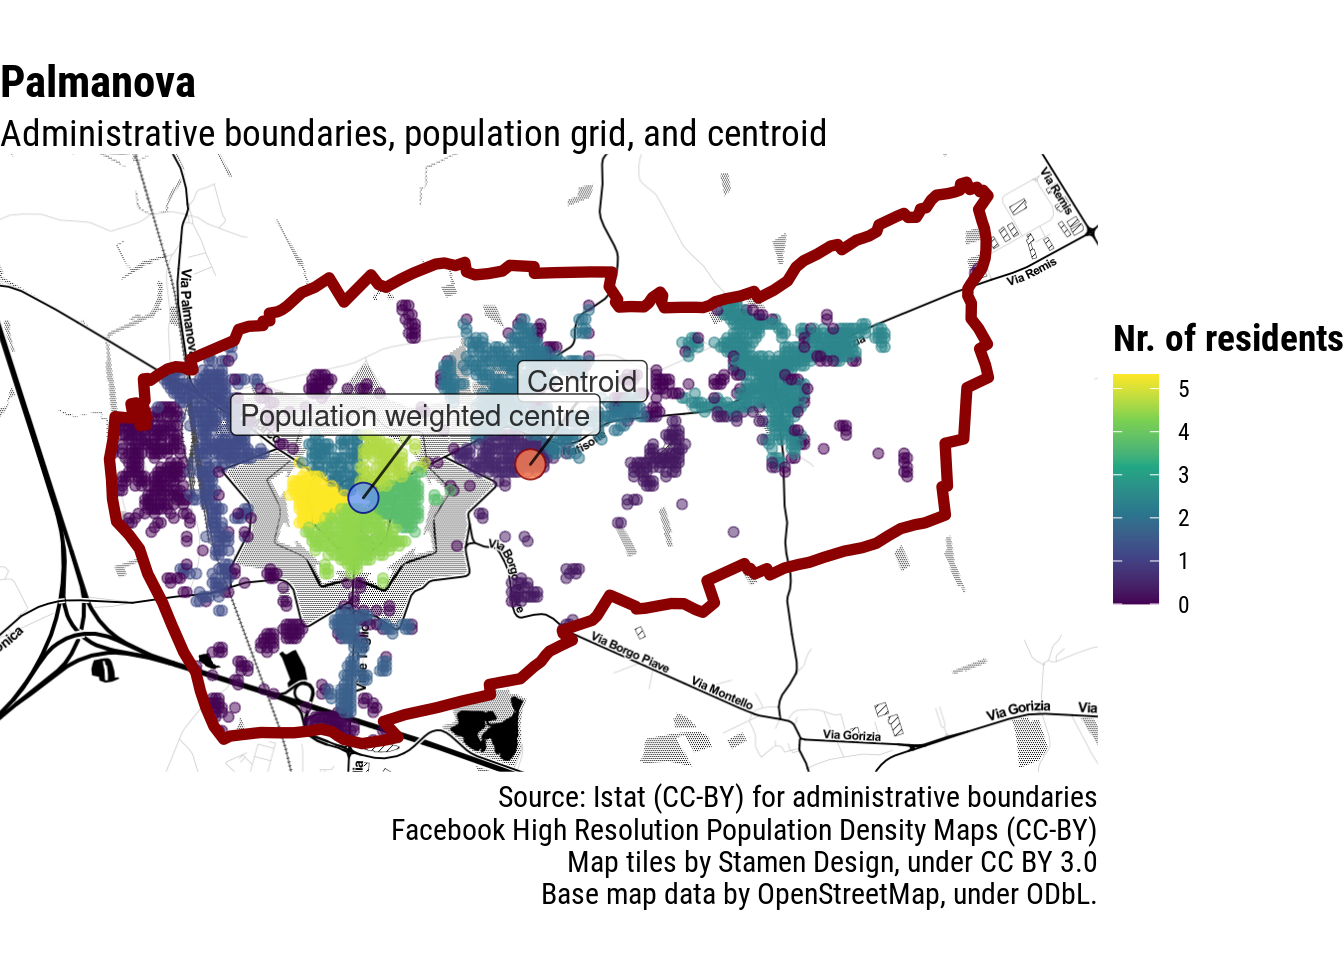 Palmanova
Administrative boundaries, population grid, and centroid
Via Remis
Via Remis
Via Palmanova
Centroid
Population weighted centre
Via Borgo Piave
Via Montello
Via Gorizia
Via Gorizia
Via
Nr. of residents
5
4
3
2
1
0
Source: Istat (CC-BY) for administrative boundaries
Facebook High Resolution Population Density Maps (CC-BY)
Map tiles by Stamen Design, under CC BY 3.0
Base map data by OpenStreetMap, under ODbL.